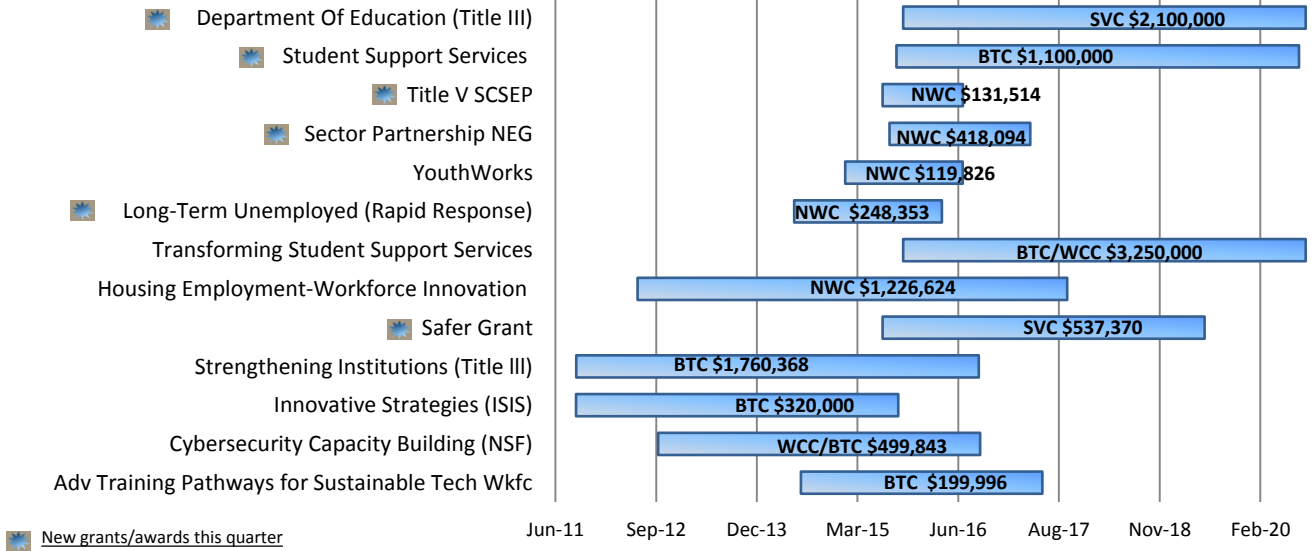 Department Of Education (Title III) SVC $2,100,000
Student Support Services BTC $1,100,000
Title V SCSEP NWC $131,514
Sector Partnership NEG NWC $418,094
YouthWorks NWC $119,826
Long-Term Unemployed (Rapid Response) NWC $248,353
Transforming Student Support Services BTC/WCC $3,250,000
Housing Employment-Workforce Innovation NWC $1,226,624
Safer Grant SVC $537,370
Strengthening Institutions (Title lll) BTC $1,760,368
Innovative Strategies (ISIS) BTC $320,000
Cybersecurity Capacity Building (NSF) WCC/BTC $499,843
Adv Training Pathways for Sustainable Tech Wkfc BTC $199,996
Jun-11 Sep-12 Dec-13 Mar-15 Jun-16 Aug-17 Nov-18 Feb-20
New grants/awards this quarter